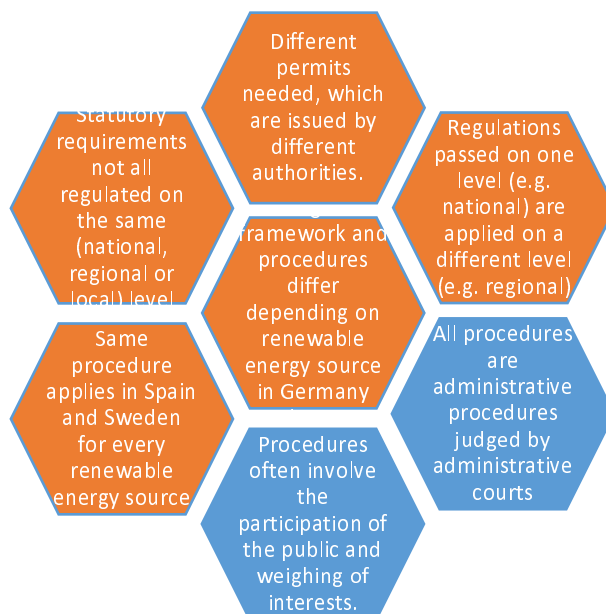 Different
permits
needed, which
are issued by
different
authorities.
Statutory
requirements
not all
regulated on
the same
(national,
regional or
local) level
Regulations
passed on one
level (e.g.
national) are
applied on a
different level
(e.g. regional)
framework and
procedures
differ
depending on
renewable
energy source
in Germany
Same
procedure
applies in Spain
and Sweden
for every
renewable
energy source
All procedures
are
administrative
procedures
judged by
administrative
courts
Procedures
often involve
the
participation of
the public and
weighing of
interests.